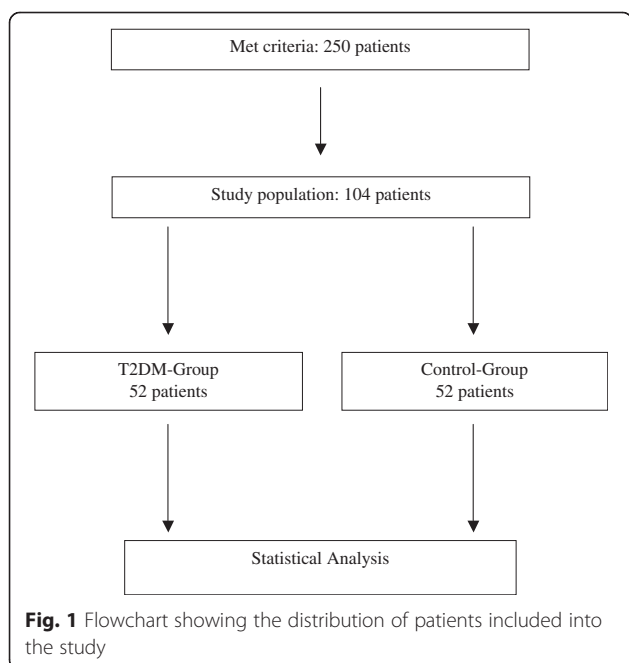 Met criteria: 250 patients
Study population: 104 patients
T2DM-Group
52 patients
Control-Group
52 patients
Statistical Analysis
Fig. 1 Flowchart showing the distribution of patients included into
the study